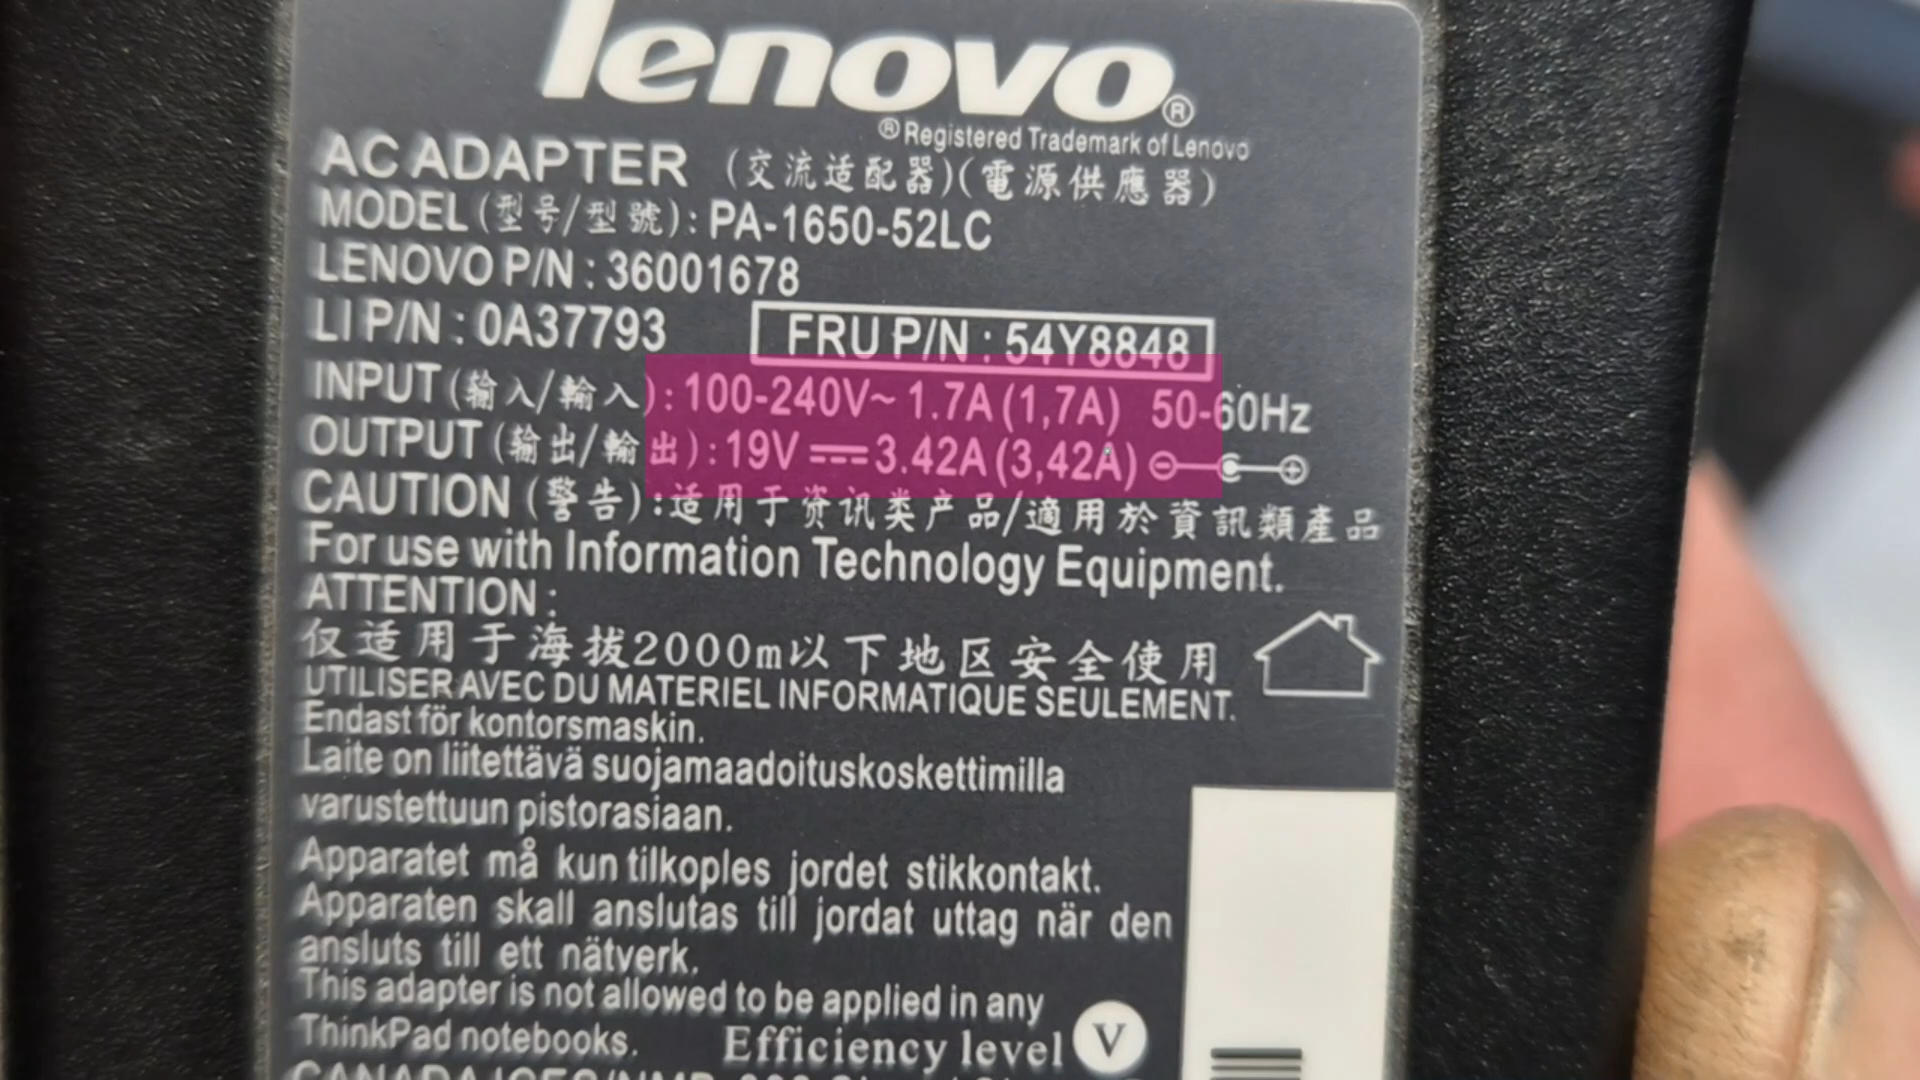 lenovo®
® Registered Trademark of Lenovo
AC ADAPTER (交流适配器)(電源供應器)
MODEL (型号/型號): PA-1650-52LC
LENOVO P/N : 36001678
LI P/N : 0A37793 FRU P/N : 54Y8848
INPUT (输入/輸入): 100-240V~ 1.7A (1,7A) 50-60Hz
OUTPUT (输出/輸出): 19V ⎓ 3.42A (3,42A)
CAUTION (警告):适用于资讯类产品/適用於資訊類產品
For use with Information Technology Equipment.
ATTENTION :
仅适用于海拔2000m以下地区安全使用
UTILISER AVEC DU MATERIEL INFORMATIQUE SEULEMENT.
Endast för kontorsmaskin.
Laite on liitettävä suojamaadoituskoskettimilla
varustettuun pistorasiaan.
Apparatet må kun tilkoples jordet stikkontakt.
Apparaten skall anslutas till jordat uttag när den
ansluts till ett nätverk.
This adapter is not allowed to be applied in any
ThinkPad notebooks. Efficiency level V